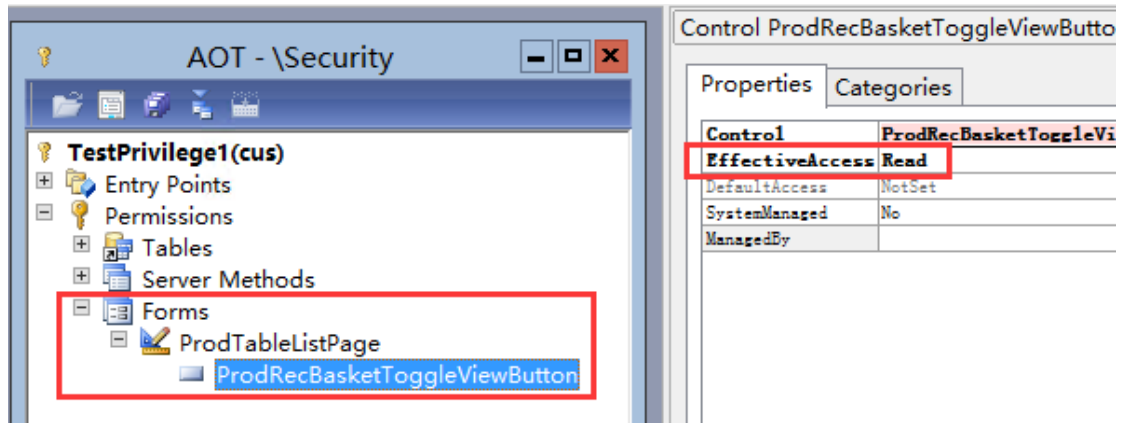 AOT - \Security
TestPrivilege1(cus)
Entry Points
Permissions
Tables
Server Methods
Forms
ProdTableListPage
ProdRecBasketToggleViewButton
Control ProdRecBasketToggleViewButto
Properties Categories
Control ProdRecBasketToggleVi
EffectiveAccess Read
DefaultAccess NotSet
SystemManaged No
ManagedBy